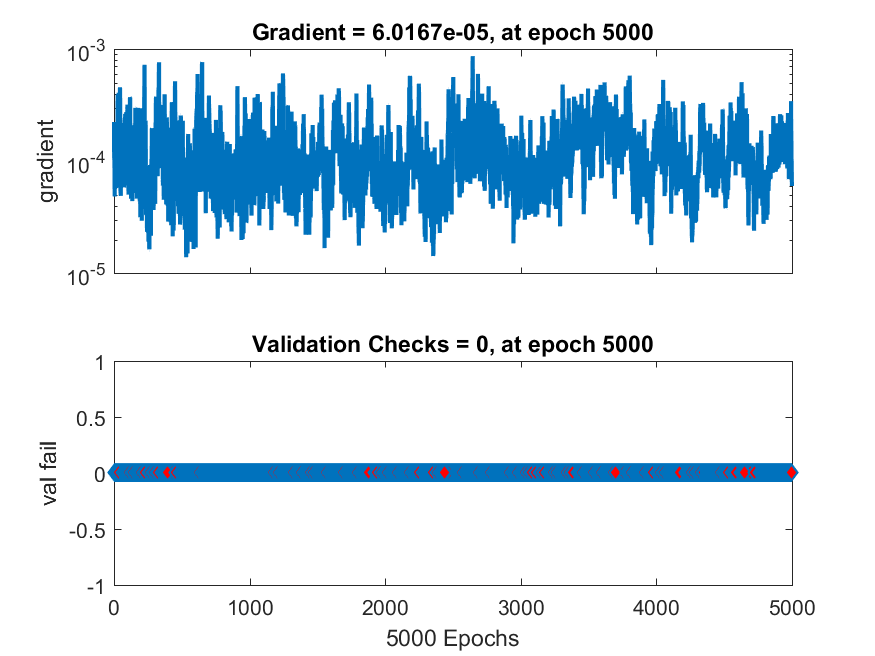 Gradient = 6.0167e-05, at epoch 5000
10-3
10-4
10-5
gradient
Validation Checks = 0, at epoch 5000
1
0.5
0
-0.5
-1
val fail
0 1000 2000 3000 4000 5000
5000 Epochs